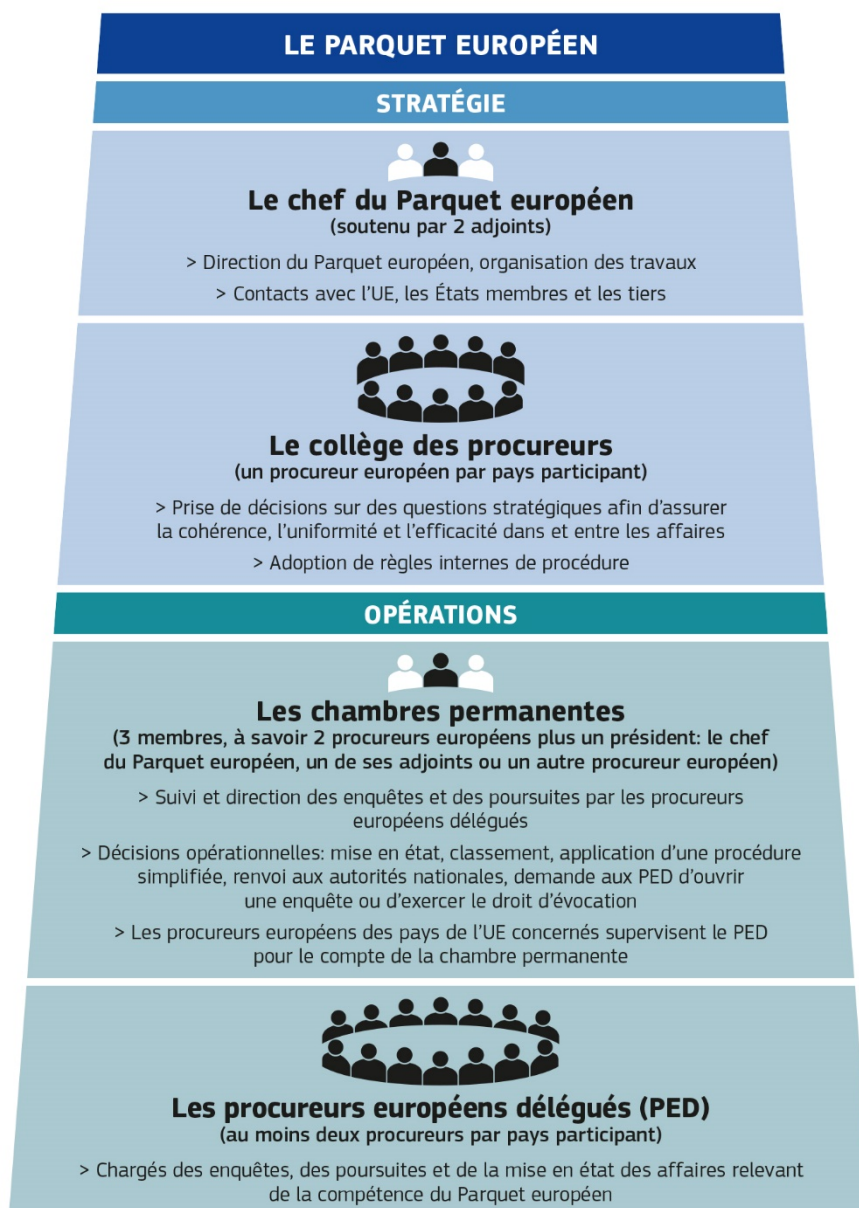 LE PARQUET EUROPÉEN
STRATÉGIE
Le chef du Parquet européen
(soutenu par 2 adjoints)
> Direction du Parquet européen, organisation des travaux
> Contacts avec l’UE, les États membres et les tiers
Le collège des procureurs
(un procureur européen par pays participant)
> Prise de décisions sur des questions stratégiques afin d’assurer
la cohérence, l’uniformité et l’efficacité dans et entre les affaires
> Adoption de règles internes de procédure
OPÉRATIONS
Les chambres permanentes
(3 membres, à savoir 2 procureurs européens plus un président: le chef
du Parquet européen, un de ses adjoints ou un autre procureur européen)
> Suivi et direction des enquêtes et des poursuites par les procureurs
européens délégués
> Décisions opérationnelles: mise en état, classement, application d’une procédure
simplifiée, renvoi aux autorités nationales, demande aux PED d’ouvrir
une enquête ou d’exercer le droit d’évocation
> Les procureurs européens des pays de l’UE concernés supervisent le PED
pour le compte de la chambre permanente
Les procureurs européens délégués (PED)
(au moins deux procureurs par pays participant)
> Chargés des enquêtes, des poursuites et de la mise en état des affaires relevant
de la compétence du Parquet européen